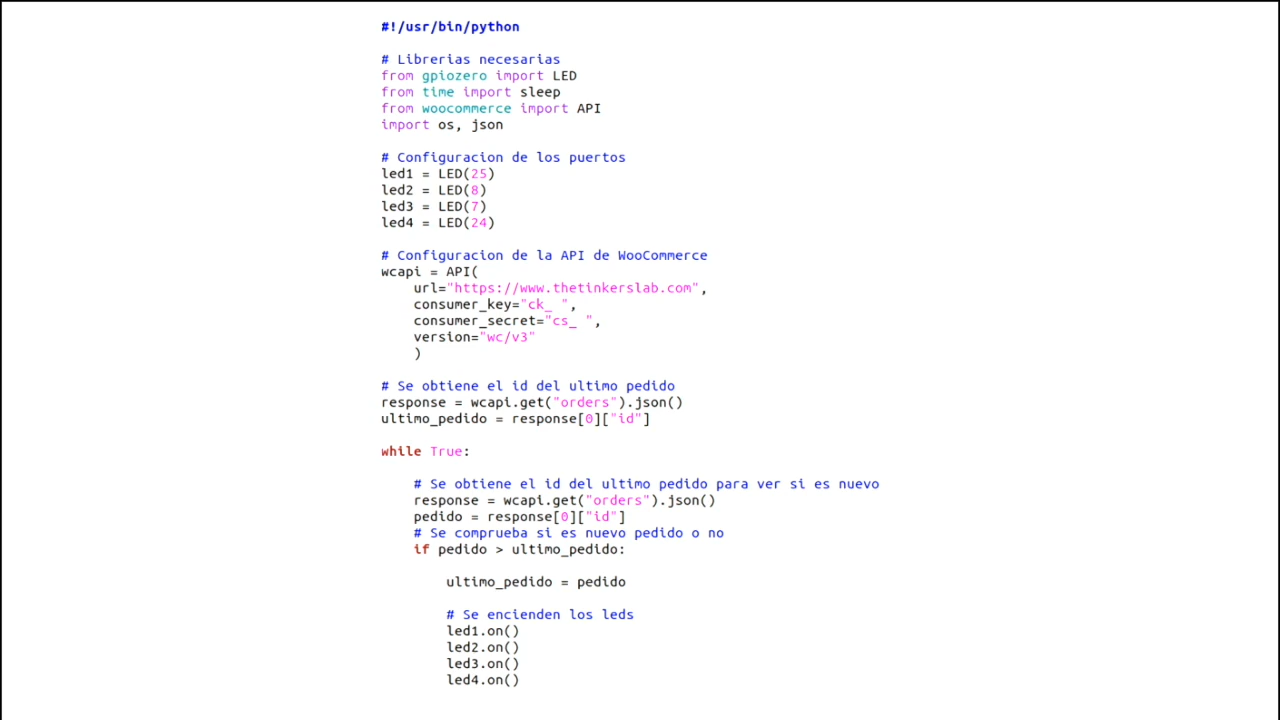 #!/usr/bin/python
# Librerias necesarias
from gpiozero import LED
from time import sleep
from woocommerce import API
import os, json
# Configuracion de los puertos
led1 = LED(25)
led2 = LED(8)
led3 = LED(7)
led4 = LED(24)
# Configuracion de la API de WooCommerce
wcapi = API(
    url="https://www.thetinkerslab.com",
    consumer_key="ck_ ",
    consumer_secret="cs_ ",
    version="wc/v3"
    )
# Se obtiene el id del ultimo pedido
response = wcapi.get("orders").json()
ultimo_pedido = response[0]["id"]
while True:
    # Se obtiene el id del ultimo pedido para ver si es nuevo
    response = wcapi.get("orders").json()
    pedido = response[0]["id"]
    # Se comprueba si es nuevo pedido o no
    if pedido > ultimo_pedido:
        ultimo_pedido = pedido
        # Se encienden los leds
        led1.on()
        led2.on()
        led3.on()
        led4.on()